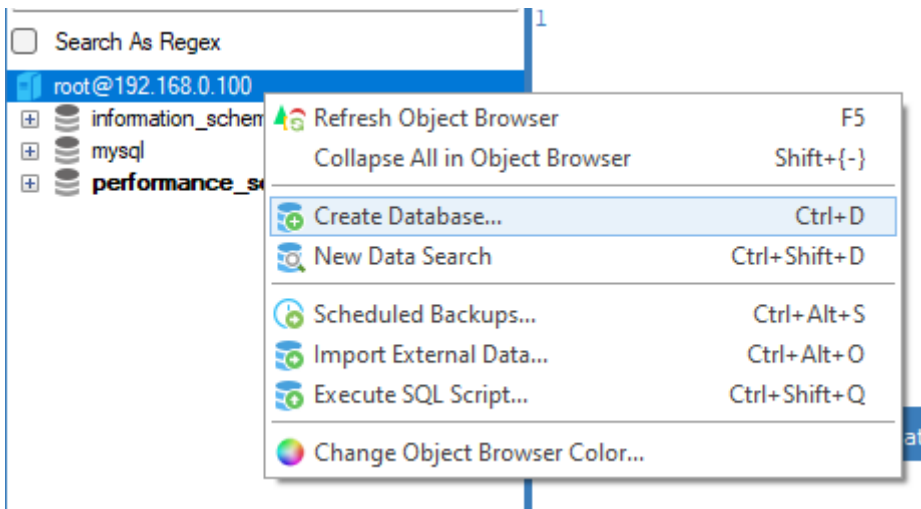 1
Search As Regex
root@192.168.0.100
information_schem
mysql
performance_s
Refresh Object Browser F5
Collapse All in Object Browser Shift+{-}
Create Database... Ctrl+D
New Data Search Ctrl+Shift+D
Scheduled Backups... Ctrl+Alt+S
Import External Data... Ctrl+Alt+O
Execute SQL Script... Ctrl+Shift+Q
Change Object Browser Color...
at